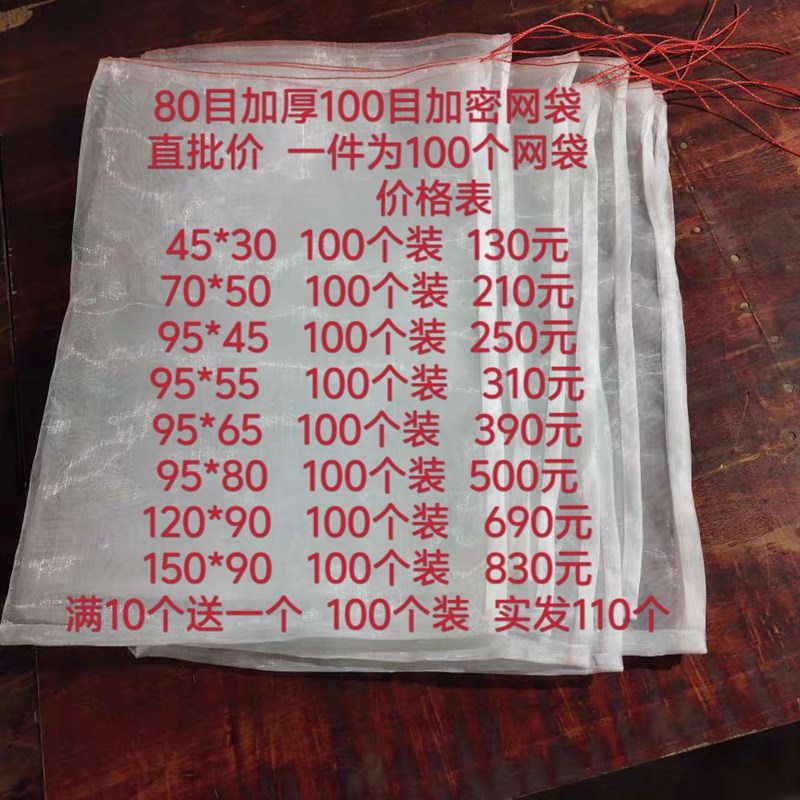 80目加厚100目加密网袋
直批价 一件为100个网袋
价格表
45*30 100个装 130元
70*50 100个装 210元
95*45 100个装 250元
95*55 100个装 310元
95*65 100个装 390元
95*80 100个装 500元
120*90 100个装 690元
150*90 100个装 830元
满10个送一个 100个装 实发110个